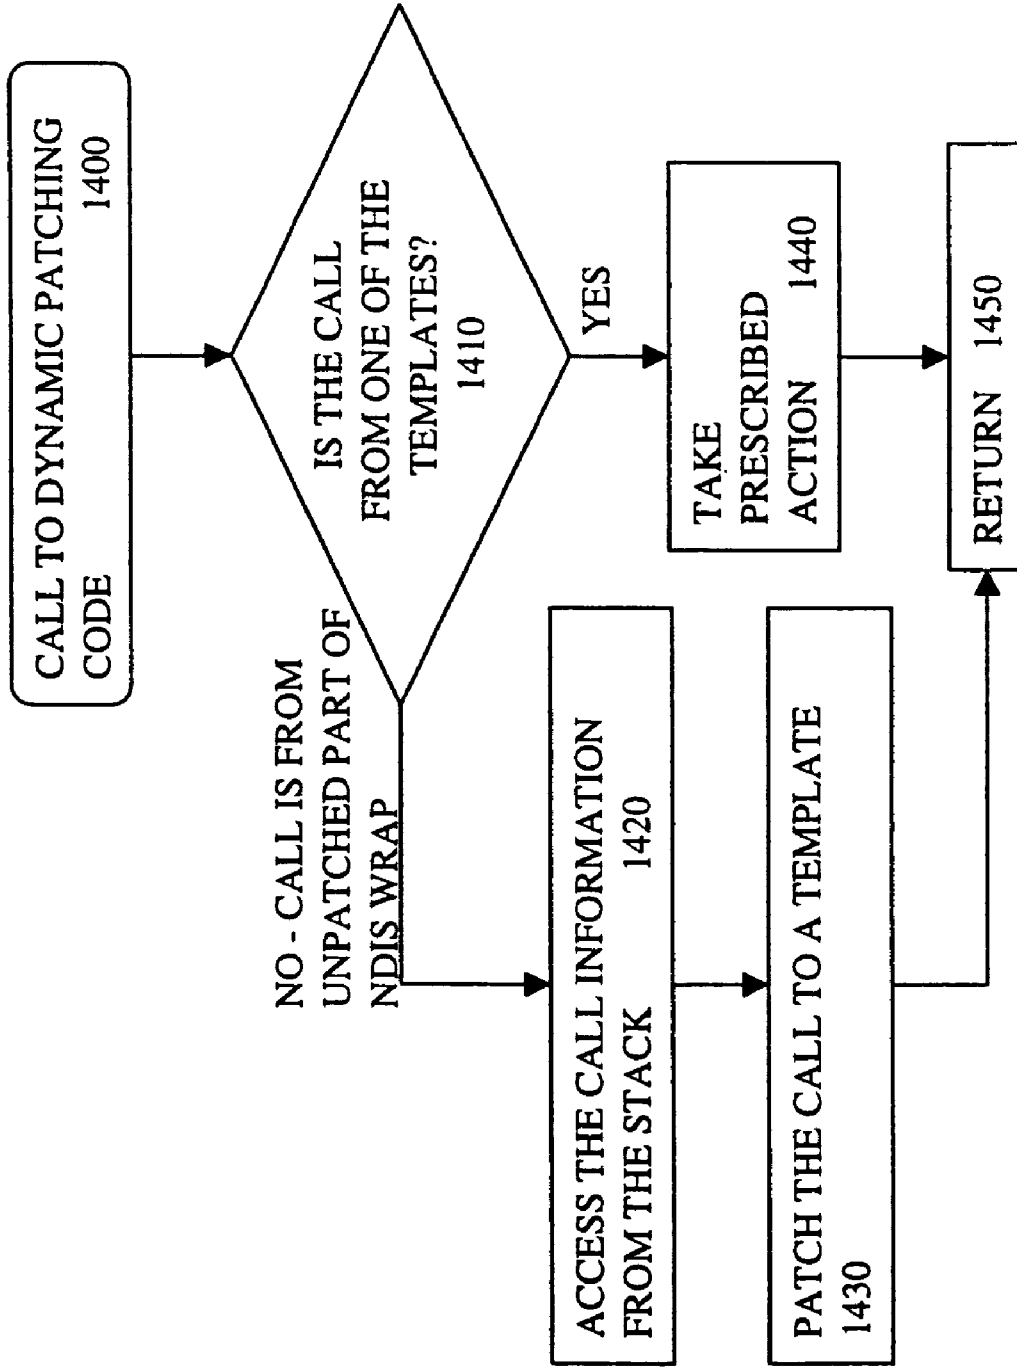 CALL TO DYNAMIC PATCHING
CODE 1400
IS THE CALL
FROM ONE OF THE
TEMPLATES?
1410
NO - CALL IS FROM
UNPATCHED PART OF
NDIS WRAP
YES
ACCESS THE CALL INFORMATION
FROM THE STACK 1420
TAKE
PRESCRIBED
ACTION 1440
PATCH THE CALL TO A TEMPLATE
1430
RETURN 1450